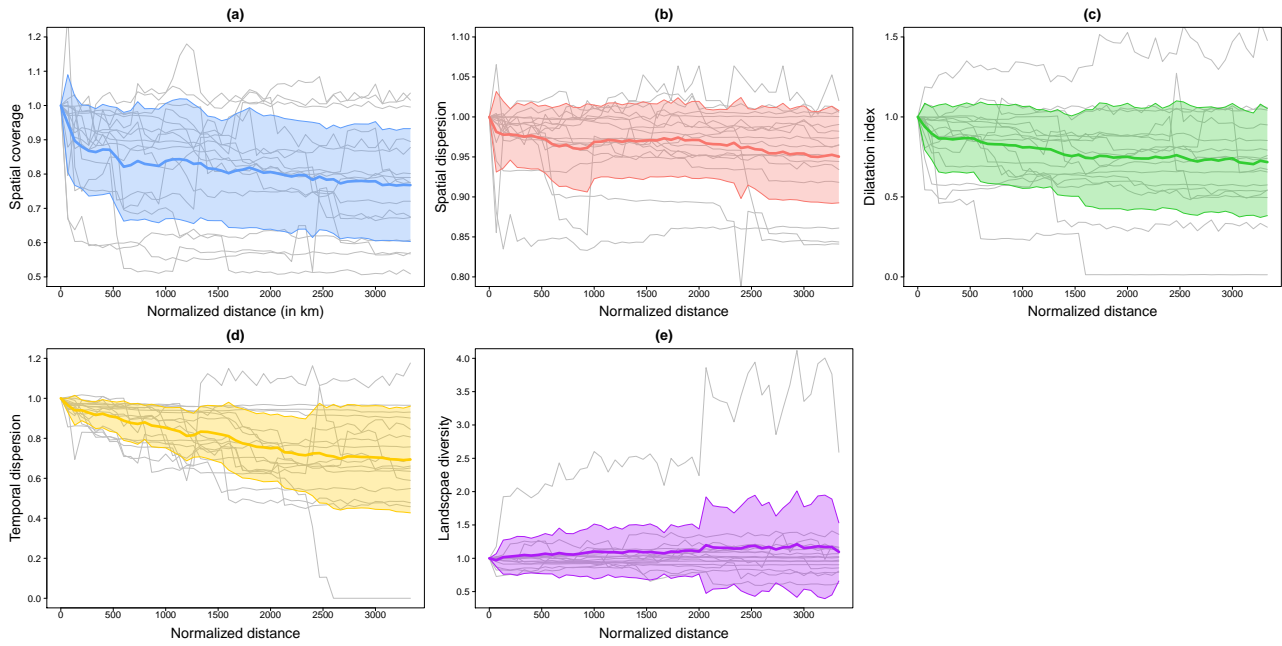 (a)
Spatial coverage
1.2
1.1
1.0
0.9
0.8
0.7
0.6
0.5
0 500 1000 1500 2000 2500 3000
Normalized distance (in km)
(b)
Spatial dispersion
1.10
1.05
1.00
0.95
0.90
0.85
0.80
0 500 1000 1500 2000 2500 3000
Normalized distance
(c)
Dilatation index
1.5
1.0
0.5
0.0
0 500 1000 1500 2000 2500 3000
Normalized distance
(d)
Temporal dispersion
1.2
1.0
0.8
0.6
0.4
0.2
0.0
0 500 1000 1500 2000 2500 3000
Normalized distance
(e)
Landscpae diversity
4.0
3.5
3.0
2.5
2.0
1.5
1.0
0.5
0 500 1000 1500 2000 2500 3000
Normalized distance